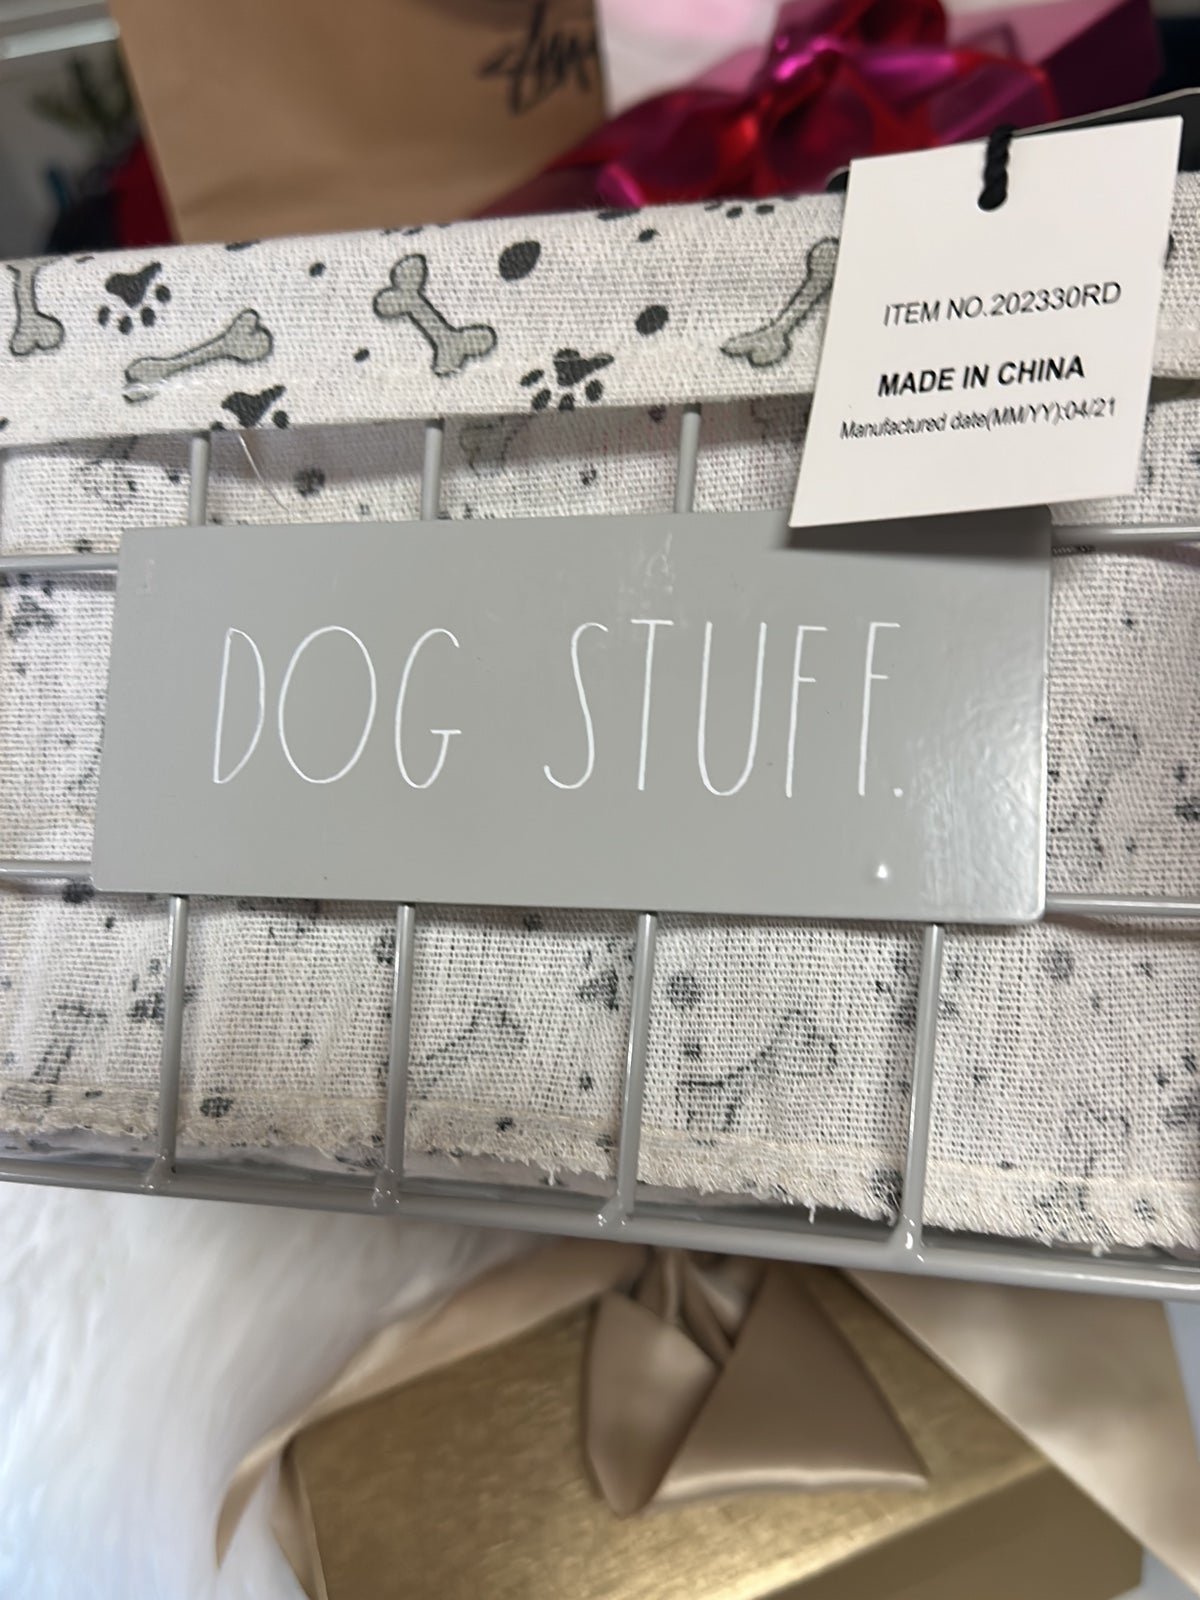 ITEM NO.202330RD
MADE IN CHINA
Manufactured date(MM/YY):04/21
DOG STUFF.